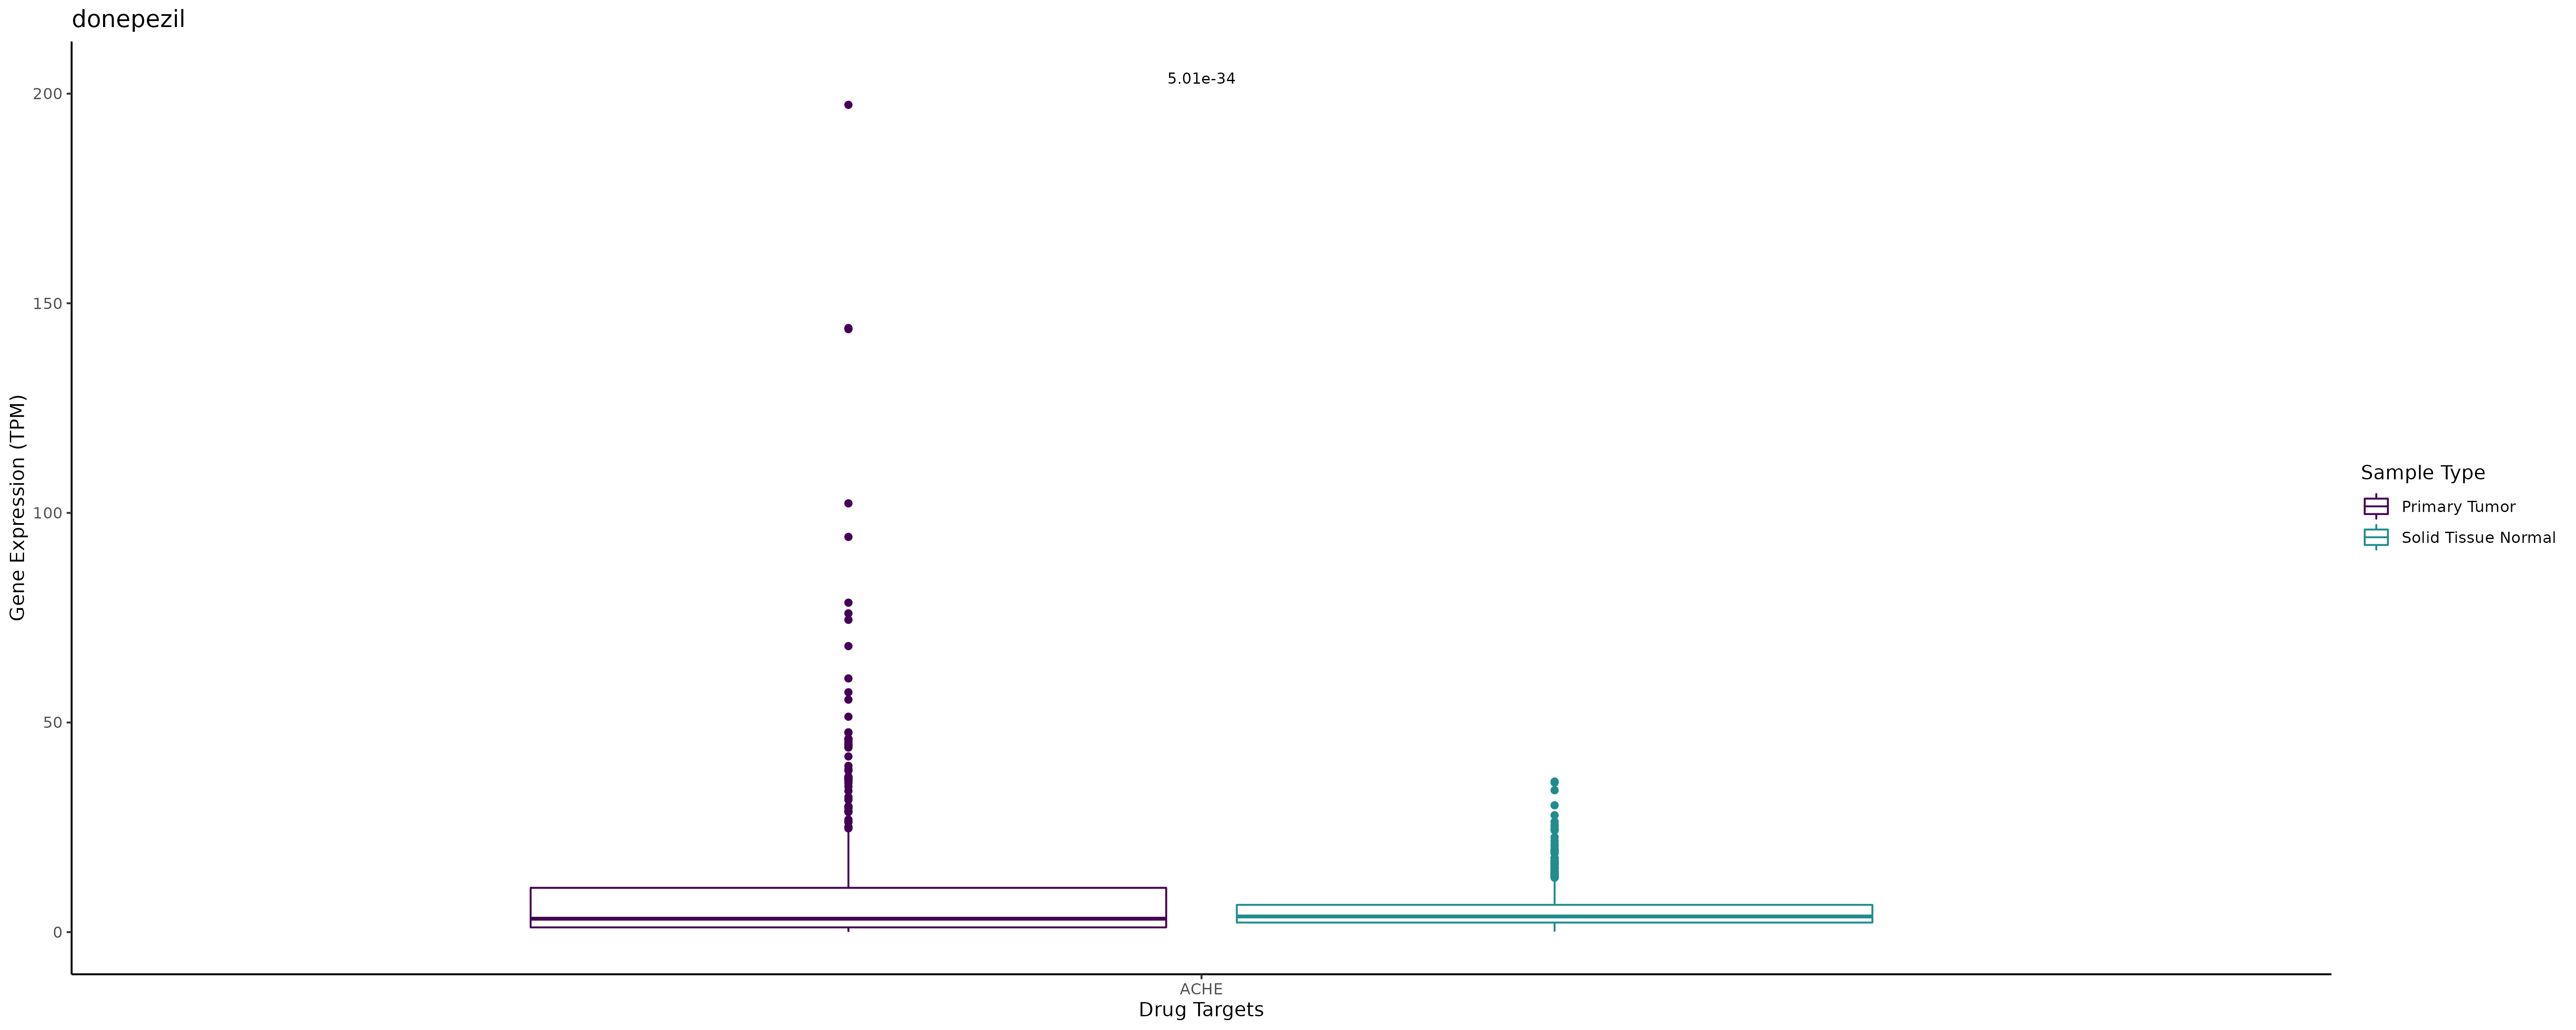 donepezil
5.01e-34
200
150
100
50
0
Gene Expression (TPM)
ACHE
Drug Targets
Sample Type
Primary Tumor
Solid Tissue Normal